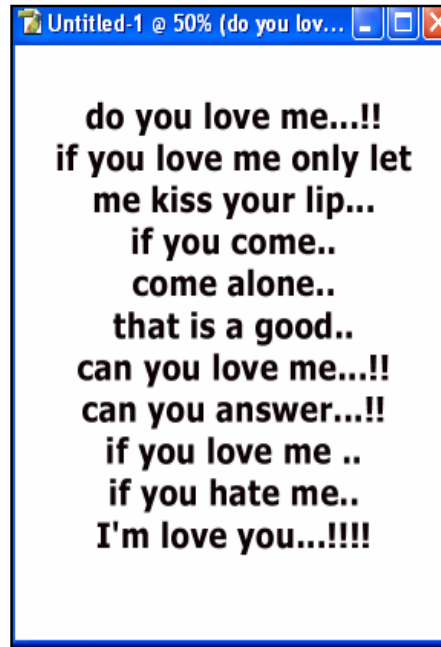 Untitled-1 @ 50% (do you lov...
do you love me...!!
if you love me only let
me kiss your lip...
if you come..
come alone..
that is a good..
can you love me...!!
can you answer...!!
if you love me ..
if you hate me..
I'm love you...!!!!